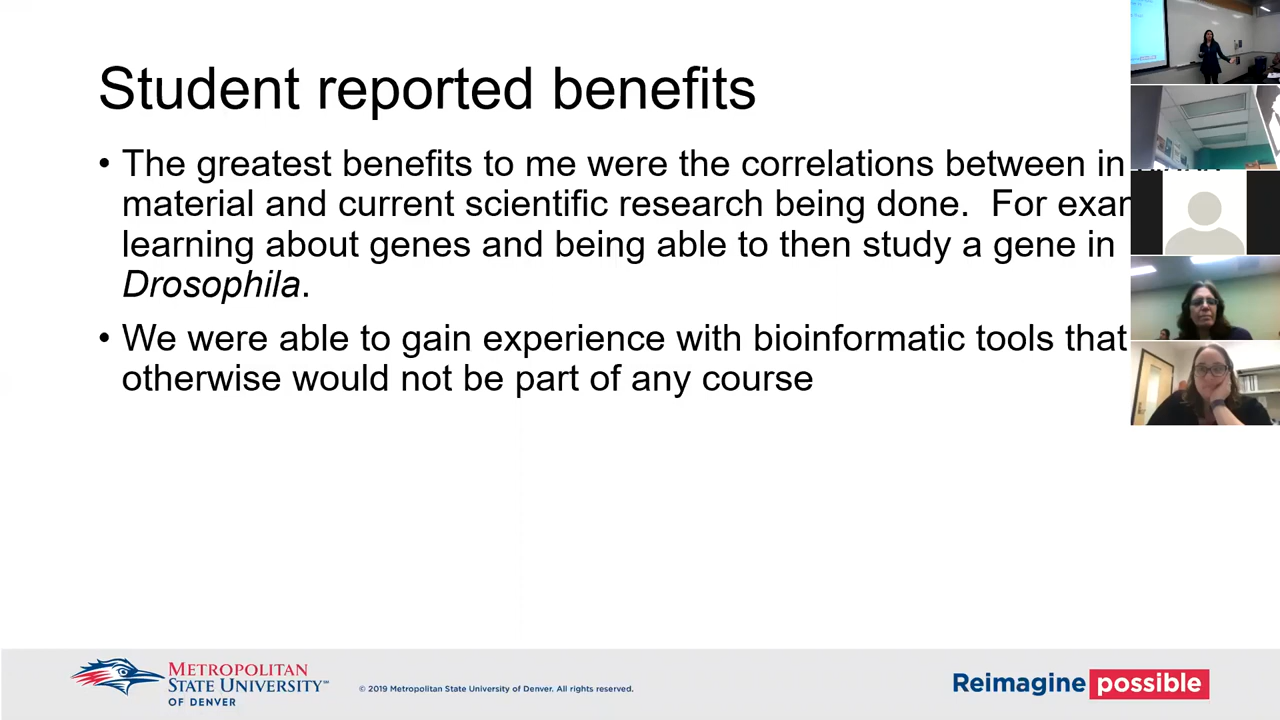 Student reported benefits
• The greatest benefits to me were the correlations between in
material and current scientific research being done.  For exam
learning about genes and being able to then study a gene in
Drosophila.
• We were able to gain experience with bioinformatic tools that
otherwise would not be part of any course
METROPOLITAN
STATE UNIVERSITY℠
OF DENVER
© 2019 Metropolitan State University of Denver. All rights reserved.
Reimagine possible